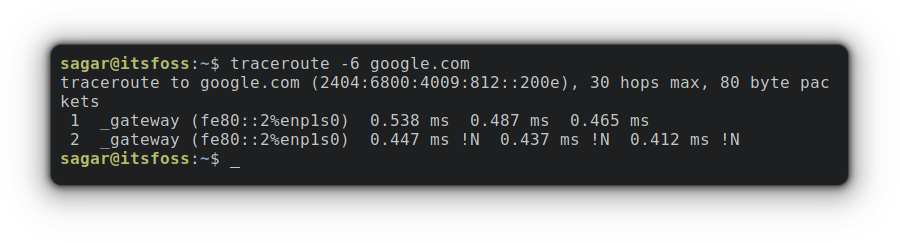 sagar@itsfoss:~$ traceroute -6 google.com
traceroute to google.com (2404:6800:4009:812::200e), 30 hops max, 80 byte pac
kets
 1  _gateway (fe80::2%enp1s0)  0.538 ms  0.487 ms  0.465 ms
 2  _gateway (fe80::2%enp1s0)  0.447 ms !N  0.437 ms !N  0.412 ms !N
sagar@itsfoss:~$ _